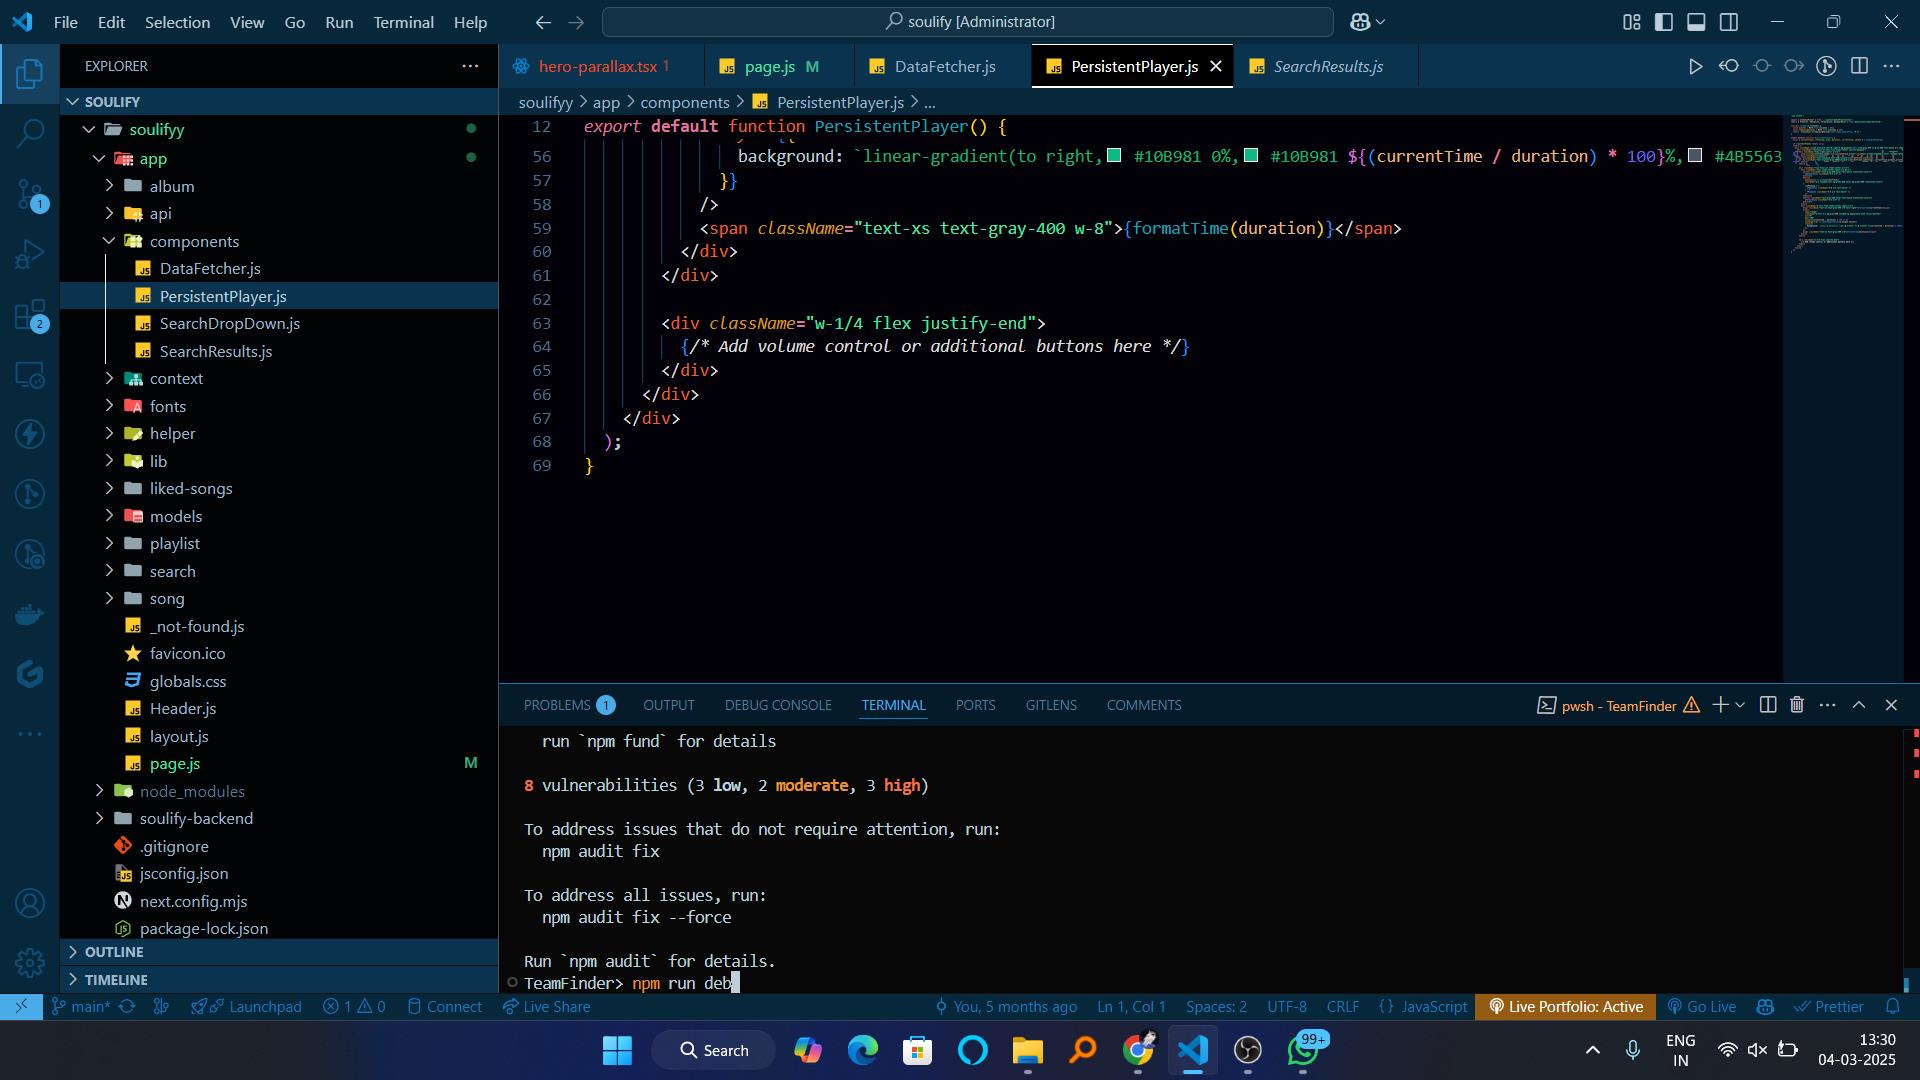 File Edit Selection View Go Run Terminal Help
soulify [Administrator]
EXPLORER
hero-parallax.tsx 1
page.js M
DataFetcher.js
PersistentPlayer.js
SearchResults.js
SOULIFY
soulifyy > app > components > PersistentPlayer.js > ...
soulifyy
app
album
api
components
DataFetcher.js
PersistentPlayer.js
SearchDropDown.js
SearchResults.js
context
fonts
helper
lib
liked-songs
models
playlist
search
song
_not-found.js
favicon.ico
globals.css
Header.js
layout.js
page.js M
node_modules
soulify-backend
.gitignore
jsconfig.json
next.config.mjs
package-lock.json
OUTLINE
TIMELINE
1
2
12 export default function PersistentPlayer() {
56 background: `linear-gradient(to right, #10B981 0%, #10B981 ${(currentTime / duration) * 100}%, #4B5563
57 }}
58 />
59 <span className="text-xs text-gray-400 w-8">{formatTime(duration)}</span>
60 </div>
61 </div>
62
63 <div className="w-1/4 flex justify-end">
64 {/* Add volume control or additional buttons here */}
65 </div>
66 </div>
67 </div>
68 );
69 }
PROBLEMS 1 OUTPUT DEBUG CONSOLE TERMINAL PORTS GITLENS COMMENTS
pwsh - TeamFinder
run `npm fund` for details
8 vulnerabilities (3 low, 2 moderate, 3 high)
To address issues that do not require attention, run:
npm audit fix
To address all issues, run:
npm audit fix --force
Run `npm audit` for details.
TeamFinder> npm run deb
main* Launchpad 1 0 Connect Live Share
You, 5 months ago Ln 1, Col 1 Spaces: 2 UTF-8 CRLF {} JavaScript Live Portfolio: Active Go Live Prettier
Search
99+
ENG
IN
13:30
04-03-2025